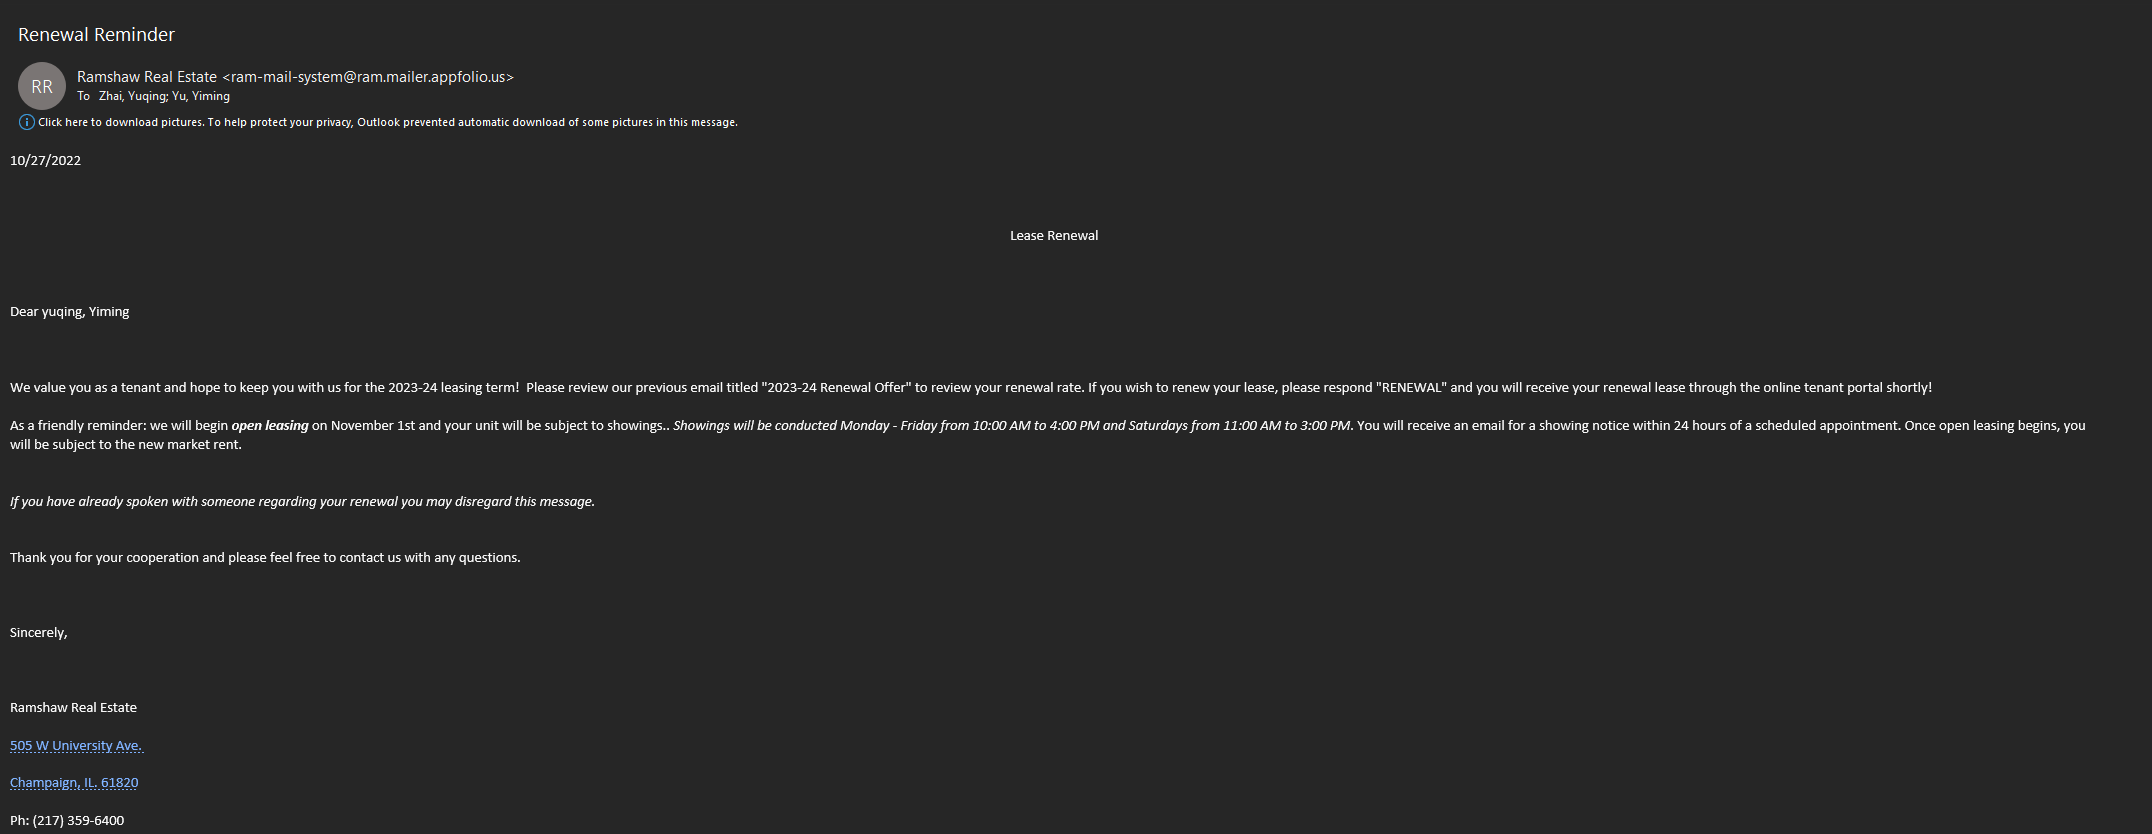 Renewal Reminder
RR
Ramshaw Real Estate <ram-mail-system@ram.mailer.appfolio.us>
To Zhai, Yuqing; Yu, Yiming
Click here to download pictures. To help protect your privacy, Outlook prevented automatic download of some pictures in this message.
10/27/2022
Lease Renewal
Dear yuqing, Yiming
We value you as a tenant and hope to keep you with us for the 2023-24 leasing term!  Please review our previous email titled "2023-24 Renewal Offer" to review your renewal rate. If you wish to renew your lease, please respond "RENEWAL" and you will receive your renewal lease through the online tenant portal shortly!
As a friendly reminder: we will begin open leasing on November 1st and your unit will be subject to showings.. Showings will be conducted Monday - Friday from 10:00 AM to 4:00 PM and Saturdays from 11:00 AM to 3:00 PM. You will receive an email for a showing notice within 24 hours of a scheduled appointment. Once open leasing begins, you
will be subject to the new market rent.
If you have already spoken with someone regarding your renewal you may disregard this message.
Thank you for your cooperation and please feel free to contact us with any questions.
Sincerely,
Ramshaw Real Estate
505 W University Ave.
Champaign, IL. 61820
Ph: (217) 359-6400